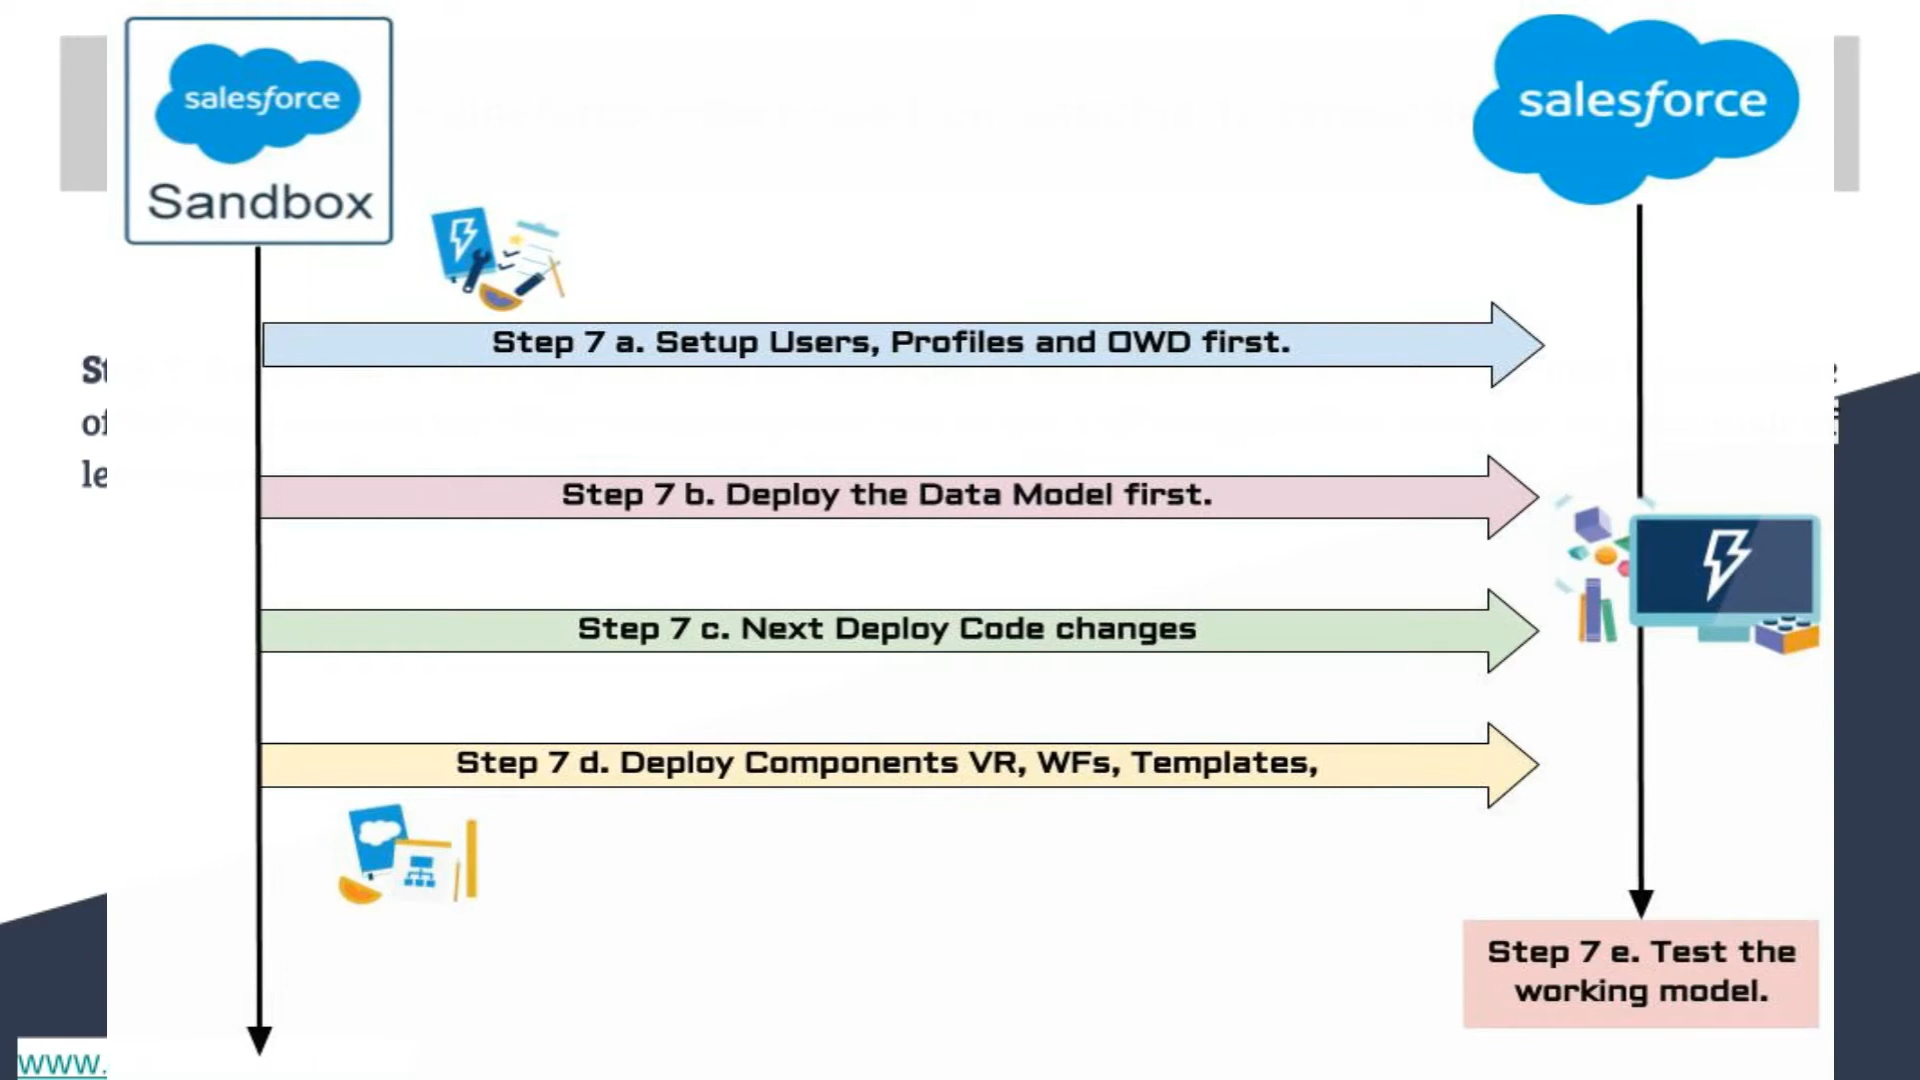 salesforce
Sandbox
salesforce
Step 7 a. Setup Users, Profiles and OWD first.
Step 7 b. Deploy the Data Model first.
Step 7 c. Next Deploy Code changes
Step 7 d. Deploy Components VR, WFs, Templates,
Step 7 e. Test the
working model.
www.